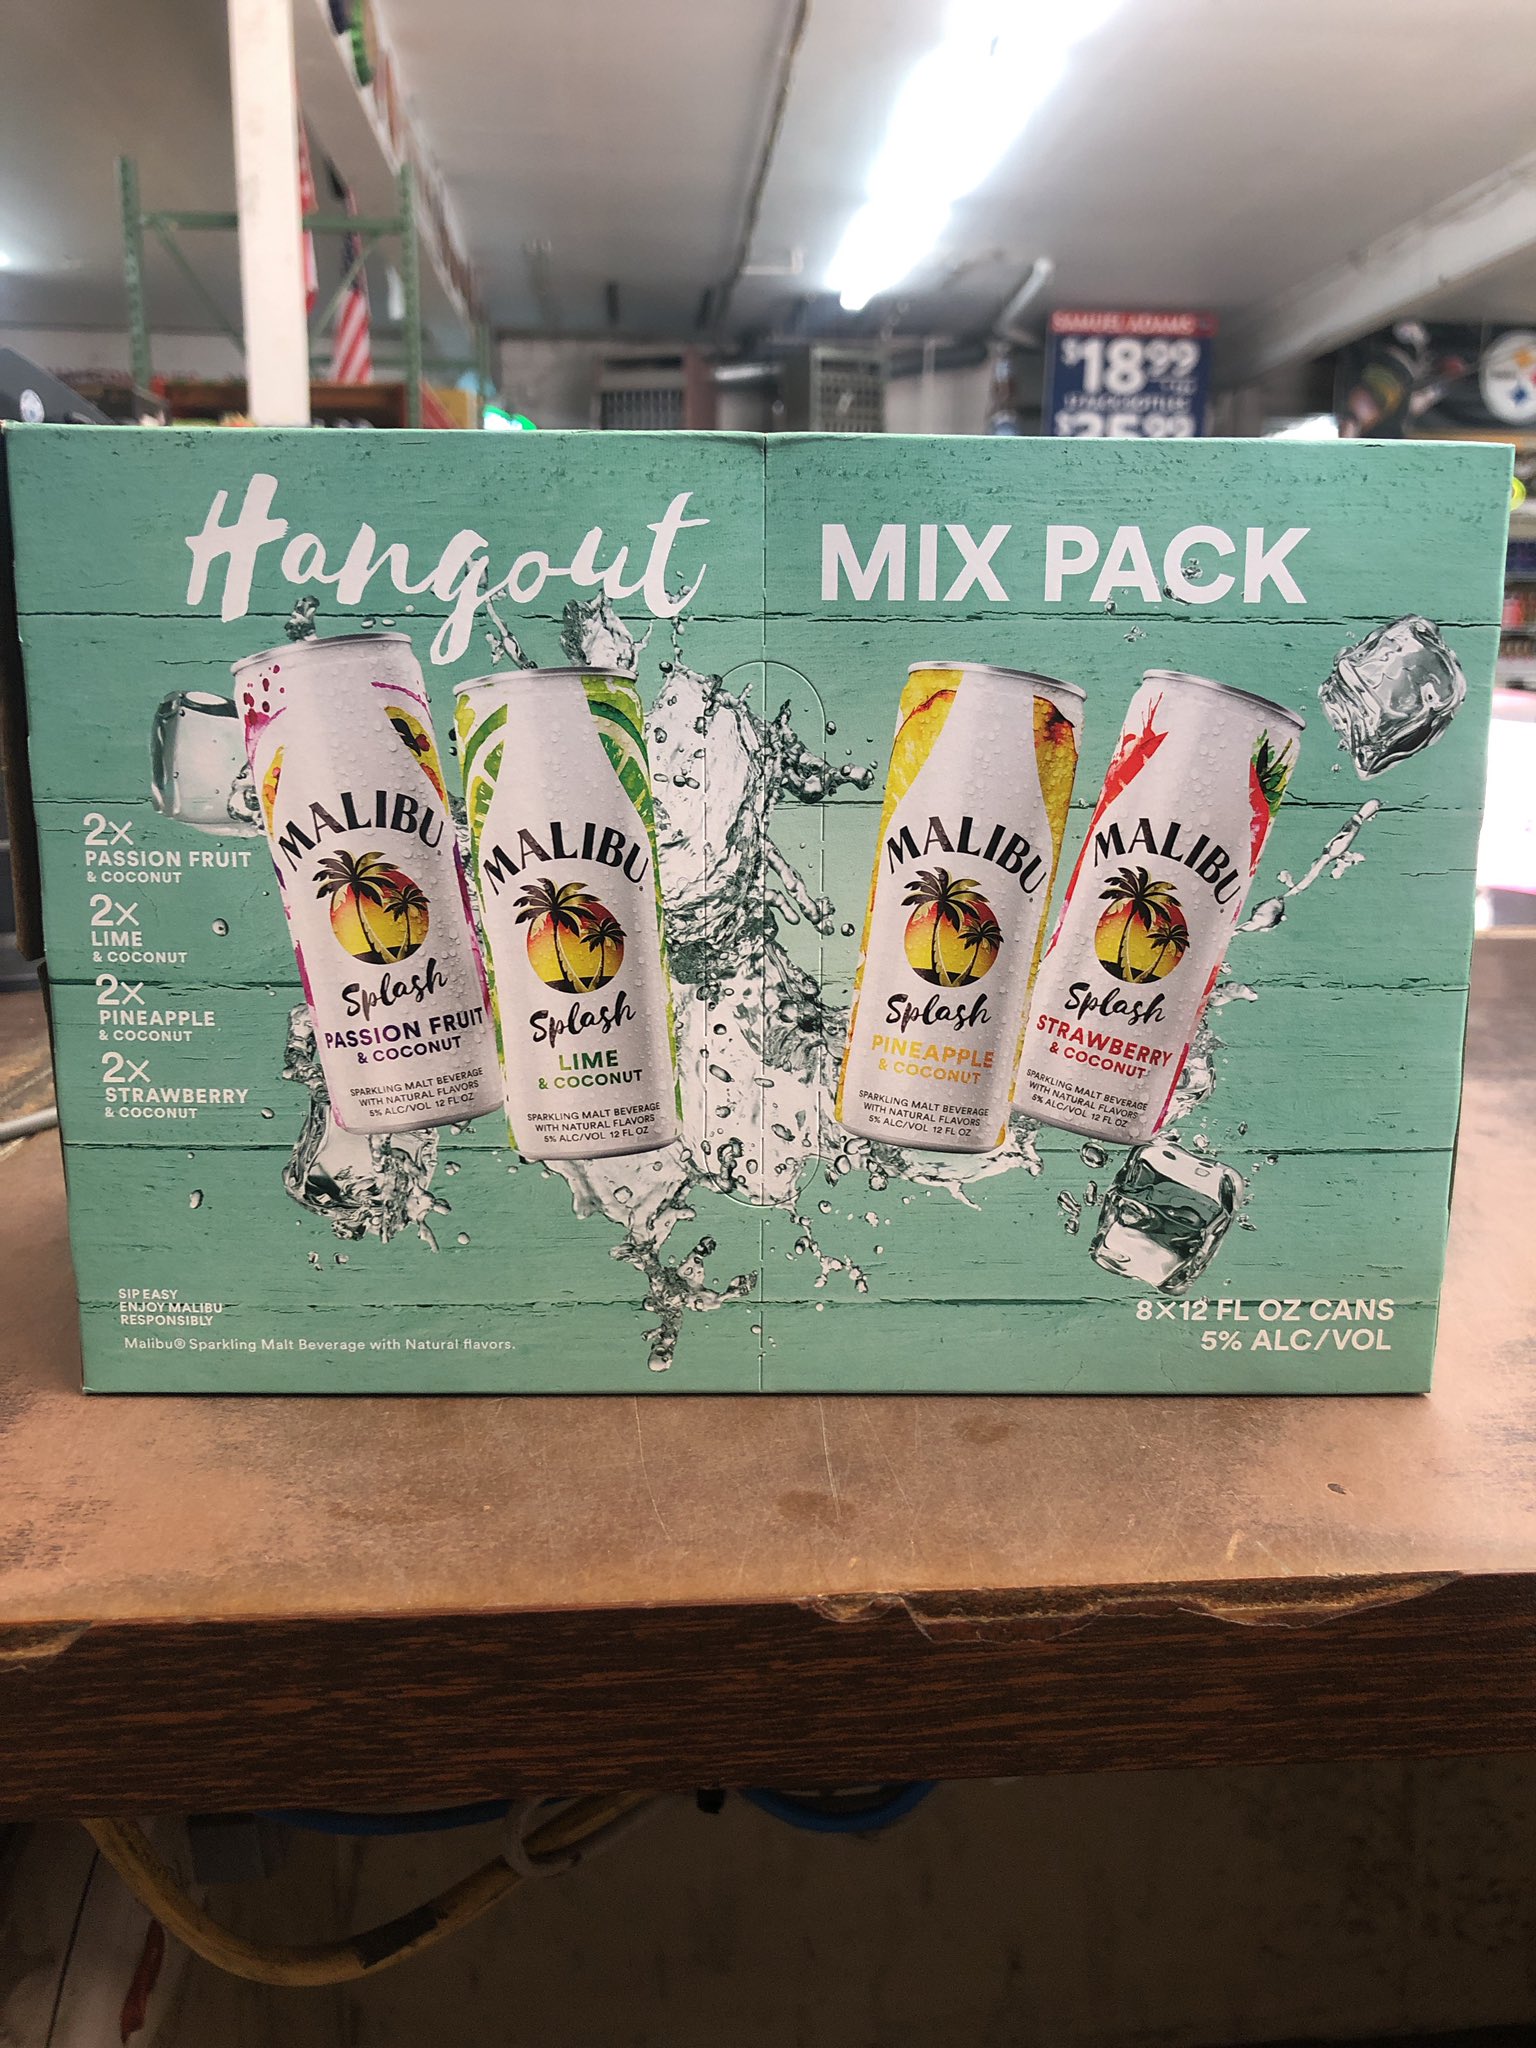 SAMUEL ADAMS
$18.99
Hangout MIX PACK
2X
PASSION FRUIT
& COCONUT
2X
LIME
& COCONUT
2X
PINEAPPLE
& COCONUT
2X
STRAWBERRY
& COCONUT
MALIBU
Splash
PASSION FRUIT
& COCONUT
SPARKLING MALT BEVERAGE
WITH NATURAL FLAVORS
5% ALC/VOL 12 FL OZ
MALIBU
Splash
LIME
& COCONUT
SPARKLING MALT BEVERAGE
WITH NATURAL FLAVORS
5% ALC/VOL 12 FL OZ
MALIBU
Splash
PINEAPPLE
& COCONUT
SPARKLING MALT BEVERAGE
WITH NATURAL FLAVORS
5% ALC/VOL 12 FL OZ
MALIBU
Splash
STRAWBERRY
& COCONUT
SPARKLING MALT BEVERAGE
WITH NATURAL FLAVORS
5% ALC/VOL 12 FL OZ
SIP EASY
ENJOY MALIBU
RESPONSIBLY
Malibu® Sparkling Malt Beverage with Natural flavors.
8X12 FL OZ CANS
5% ALC/VOL